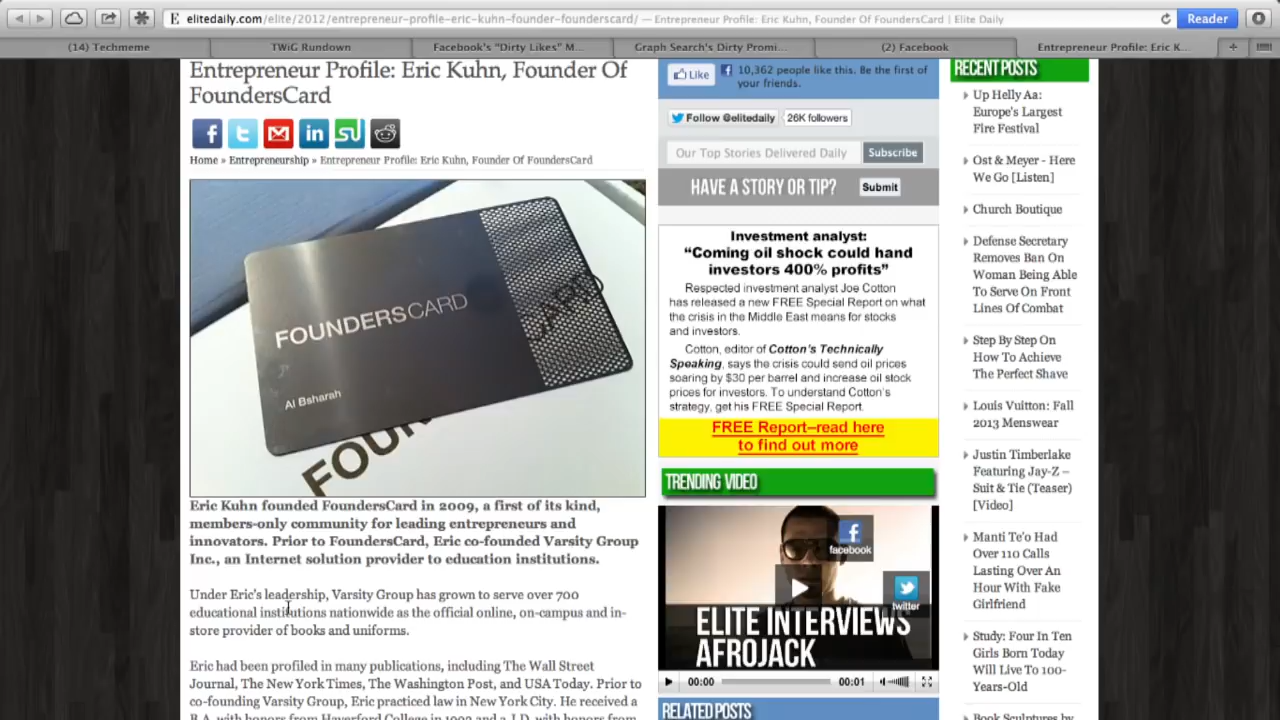 elitedaily.com/elite/2012/entrepreneur-profile-eric-kuhn-founder-founderscard/ — Entrepreneur Profile: Eric Kuhn, Founder Of FoundersCard | Elite Daily
Reader
(14) Techmeme
TWiG Rundown
Facebook's "Dirty Likes" M...
Graph Search's Dirty Promi...
(2) Facebook
Entrepreneur Profile: Eric K...
Entrepreneur Profile: Eric Kuhn, Founder Of
FoundersCard
Home » Entrepreneurship » Entrepreneur Profile: Eric Kuhn, Founder Of FoundersCard
FOUNDERSCARD
Al Bsharah
CARD
FOUN
Eric Kuhn founded FoundersCard in 2009, a first of its kind,
members-only community for leading entrepreneurs and
innovators. Prior to FoundersCard, Eric co-founded Varsity Group
Inc., an Internet solution provider to education institutions.
Under Eric's leadership, Varsity Group has grown to serve over 700
educational institutions nationwide as the official online, on-campus and in-
store provider of books and uniforms.
Eric had been profiled in many publications, including The Wall Street
Journal, The New York Times, The Washington Post, and USA Today. Prior to
co-founding Varsity Group, Eric practiced law in New York City. He received a
B.A. with honors from Haverford College in 1992 and a J.D. with honors from
Like
10,362 people like this. Be the first of
your friends.
Follow @elitedaily
26K followers
Our Top Stories Delivered Daily
Subscribe
HAVE A STORY OR TIP?
Submit
Investment analyst:
“Coming oil shock could hand
investors 400% profits”
Respected investment analyst Joe Cotton
has released a new FREE Special Report on what
the crisis in the Middle East means for stocks
and investors.
Cotton, editor of Cotton's Technically
Speaking, says the crisis could send oil prices
soaring by $30 per barrel and increase oil stock
prices for investors. To understand Cotton's
strategy, get his FREE Special Report.
FREE Report–read here
to find out more
TRENDING VIDEO
facebook
twitter
ELITE INTERVIEWS
AFROJACK
00:00
00:01
RELATED POSTS
RECENT POSTS
Up Helly Aa:
Europe's Largest
Fire Festival
Ost & Meyer - Here
We Go [Listen]
Church Boutique
Defense Secretary
Removes Ban On
Woman Being Able
To Serve On Front
Lines Of Combat
Step By Step On
How To Achieve
The Perfect Shave
Louis Vuitton: Fall
2013 Menswear
Justin Timberlake
Featuring Jay-Z –
Suit & Tie (Teaser)
[Video]
Manti Te'o Had
Over 110 Calls
Lasting Over An
Hour With Fake
Girlfriend
Study: Four In Ten
Girls Born Today
Will Live To 100-
Years-Old
Book Sculptures by